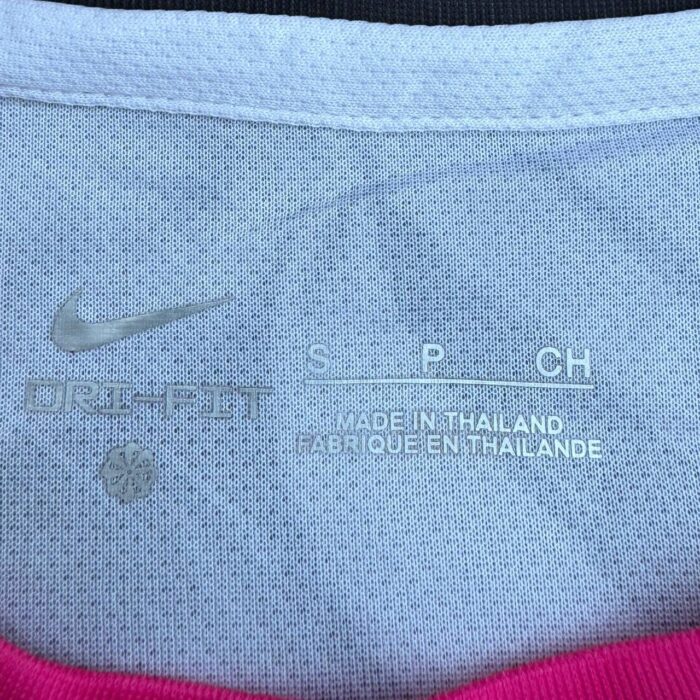 DRI-FIT
S P CH
MADE IN THAILAND
FABRIQUE EN THAILANDE